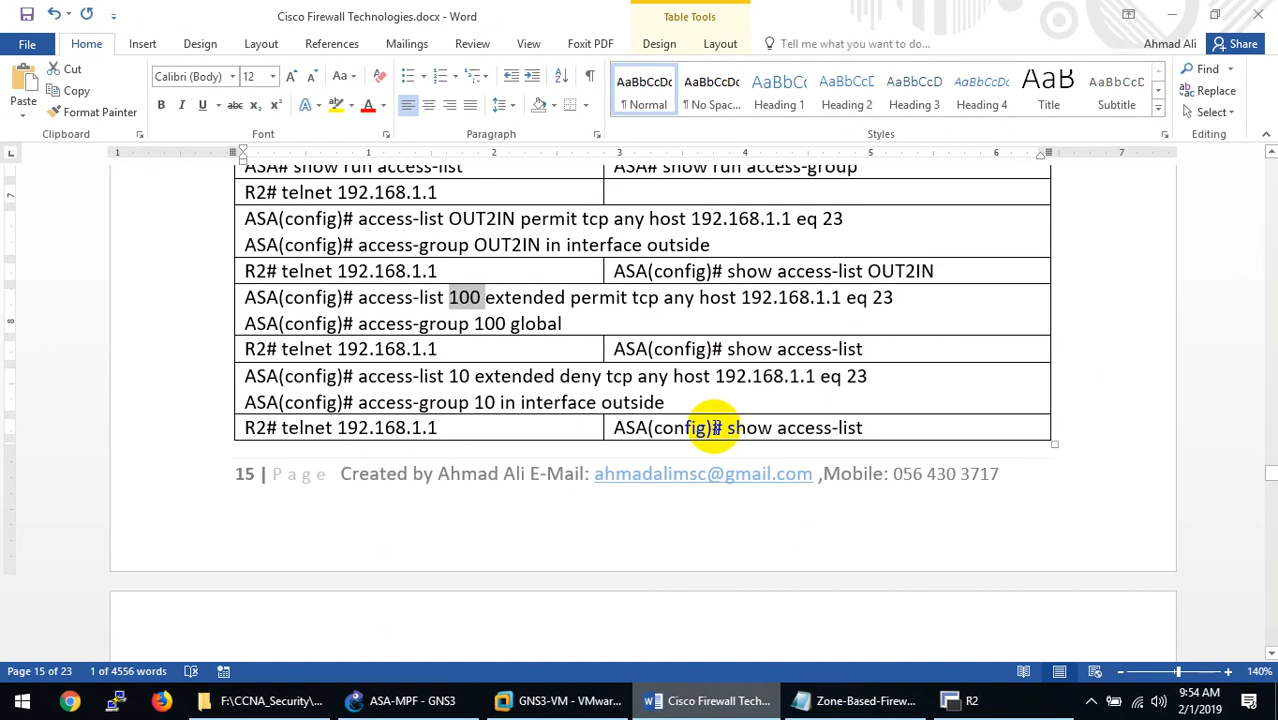 Cisco Firewall Technologies.docx - Word
Table Tools
File
Home
Insert
Design
Layout
References
Mailings
Review
View
Foxit PDF
Design
Layout
Tell me what you want to do...
Ahmad Ali
Share
Paste
Cut
Copy
Format Painter
Clipboard
Calibri (Body)
12
Font
Paragraph
AaBbCcDc
¶ Normal
AaBbCcDc
¶ No Spac...
AaBbC
Heading 1
AaBbCcC
Heading 2
AaBbCcD
Heading 3
AaBbCcD
Heading 4
AaB
Title
AaBbCcD
Subtitle
Styles
Find
Replace
Select
Editing
ASA# show run access-list
ASA# show run access-group
R2# telnet 192.168.1.1
ASA(config)# access-list OUT2IN permit tcp any host 192.168.1.1 eq 23
ASA(config)# access-group OUT2IN in interface outside
R2# telnet 192.168.1.1
ASA(config)# show access-list OUT2IN
ASA(config)# access-list 100 extended permit tcp any host 192.168.1.1 eq 23
ASA(config)# access-group 100 global
R2# telnet 192.168.1.1
ASA(config)# show access-list
ASA(config)# access-list 10 extended deny tcp any host 192.168.1.1 eq 23
ASA(config)# access-group 10 in interface outside
R2# telnet 192.168.1.1
ASA(config)# show access-list
15 | P a g e Created by Ahmad Ali E-Mail: ahmadalimsc@gmail.com ,Mobile: 056 430 3717
Page 15 of 23
1 of 4556 words
140%
F:\CCNA_Security\...
ASA-MPF - GNS3
GNS3-VM - VMwar...
Cisco Firewall Tech...
Zone-Based-Firew...
R2
9:54 AM
2/1/2019